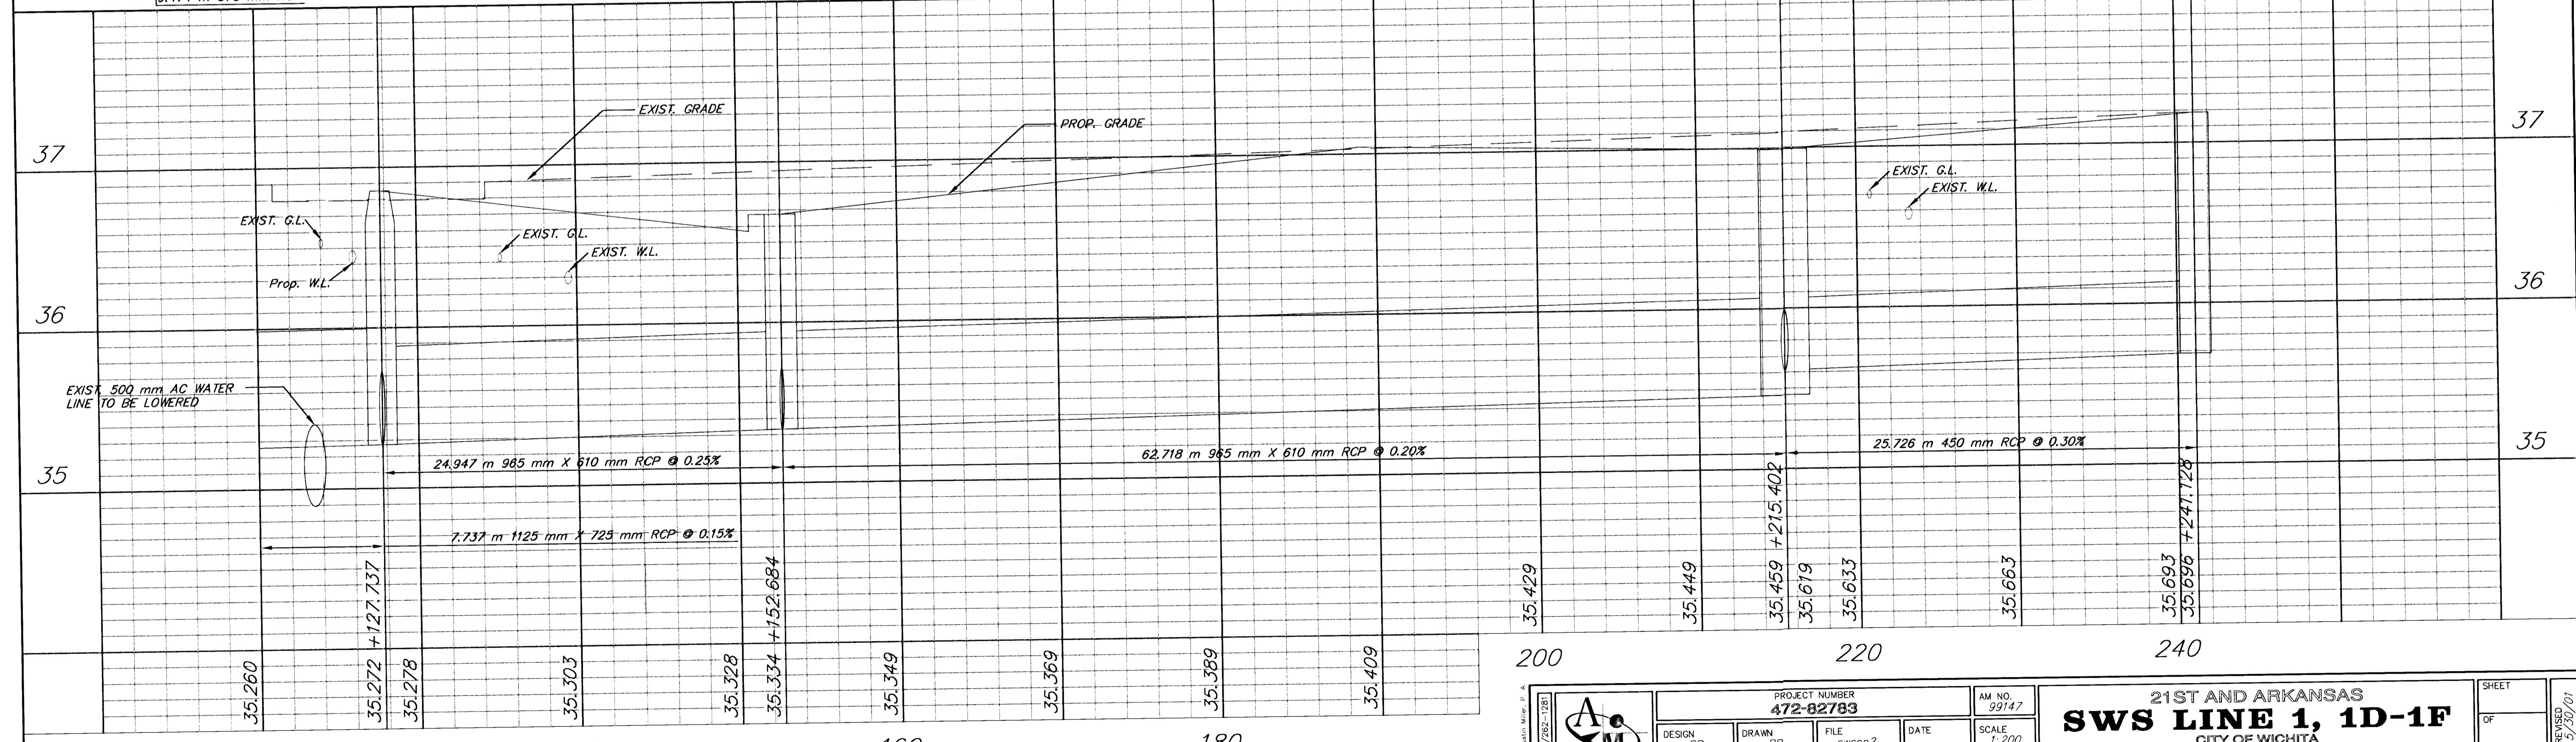 EXIST. GRADE
PROP. GRADE
37
37
EXIST. G.L.
EXIST. W.L.
EXIST. G.L.
EXIST. G.L.
EXIST. W.L.
Prop. W.L.
36
36
EXIST. 500 mm AC WATER
LINE TO BE LOWERED
35
35
24.947 m 965 mm X 610 mm RCP @ 0.25%
62.718 m 965 mm X 610 mm RCP @ 0.20%
25.726 m 450 mm RCP @ 0.30%
7.737 m 1125 mm X 725 mm RCP @ 0.15%
35.260
35.272 +127.737
35.278
35.303
35.328
35.334 +152.684
35.349
35.369
35.389
35.409
35.429
35.449
35.459 +215.402
35.619
35.633
35.663
35.693
35.696 +241.128
200
220
240
180
PROJECT NUMBER
472-82783
AM NO.
99147
DESIGN
DRAWN
FILE
DATE
SCALE
1:200
21ST AND ARKANSAS
SWS LINE 1, 1D-1F
CITY OF WICHITA
SHEET
OF
REVISED
5/30/01
/262-1281